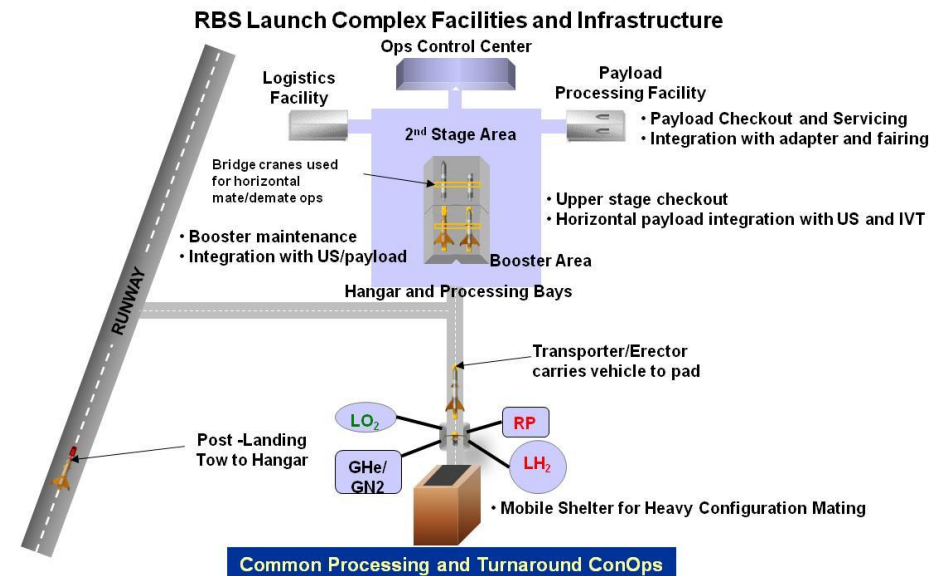 RBS Launch Complex Facilities and Infrastructure
Ops Control Center
Logistics
Facility
Payload
Processing Facility
• Payload Checkout and Servicing
• Integration with adapter and fairing
2nd Stage Area
Bridge cranes used
for horizontal
mate/demate ops
• Upper stage checkout
• Horizontal payload integration with US and IVT
• Booster maintenance
• Integration with US/payload
Booster Area
Hangar and Processing Bays
RUNWAY
Transporter/Erector
carries vehicle to pad
LO2
RP
Post -Landing
Tow to Hangar
GHe/
GN2
LH2
• Mobile Shelter for Heavy Configuration Mating
Common Processing and Turnaround ConOps